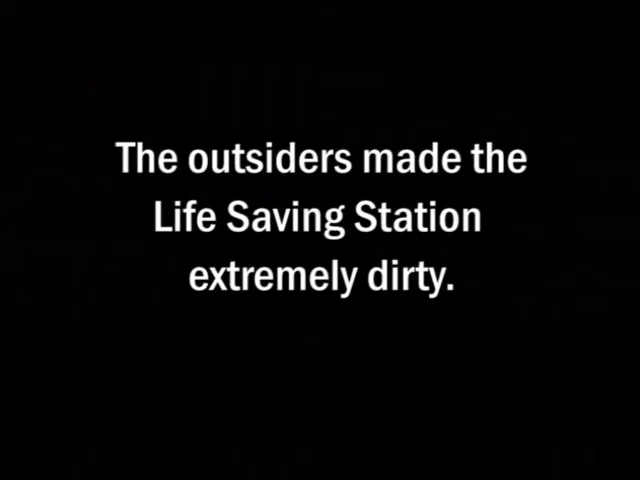 The outsiders made the
Life Saving Station
extremely dirty.